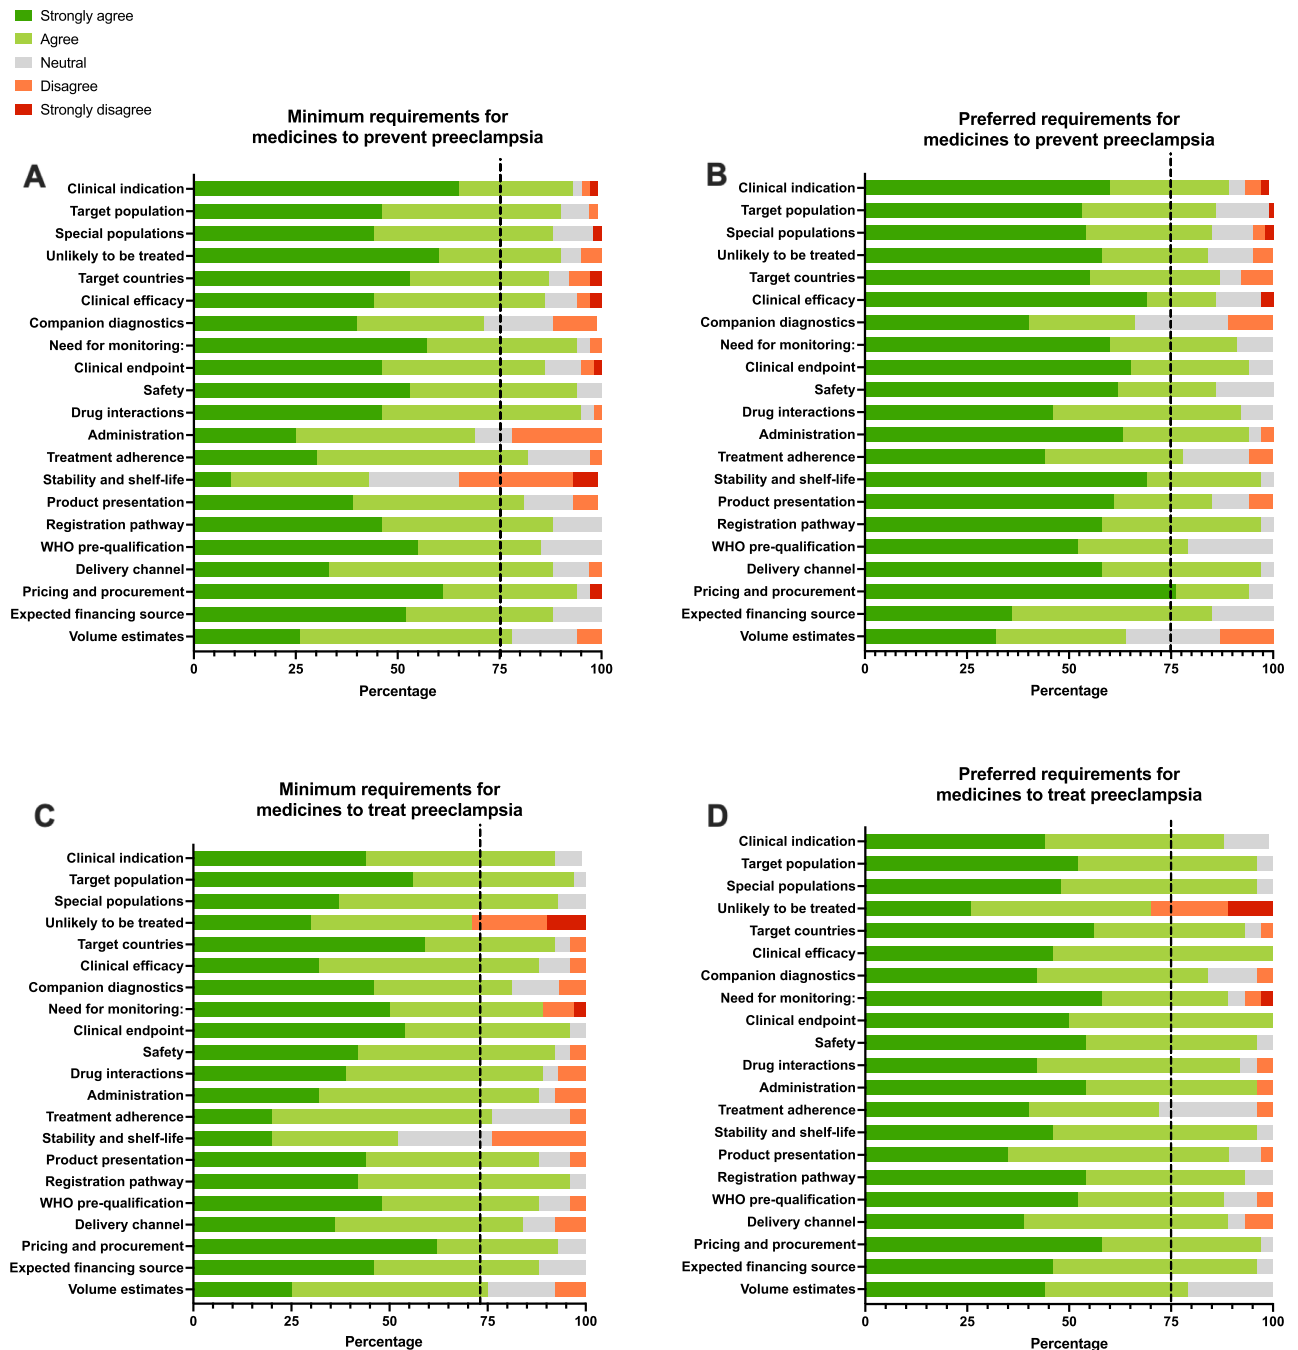 Strongly agree
Agree
Neutral
Disagree
Strongly disagree
A
Minimum requirements for
medicines to prevent preeclampsia
Clinical indication
Target population
Special populations
Unlikely to be treated
Target countries
Clinical efficacy
Companion diagnostics
Need for monitoring:
Clinical endpoint
Safety
Drug interactions
Administration
Treatment adherence
Stability and shelf-life
Product presentation
Registration pathway
WHO pre-qualification
Delivery channel
Pricing and procurement
Expected financing source
Volume estimates
0 25 50 75 100
Percentage
B
Preferred requirements for
medicines to prevent preeclampsia
Clinical indication
Target population
Special populations
Unlikely to be treated
Target countries
Clinical efficacy
Companion diagnostics
Need for monitoring:
Clinical endpoint
Safety
Drug interactions
Administration
Treatment adherence
Stability and shelf-life
Product presentation
Registration pathway
WHO pre-qualification
Delivery channel
Pricing and procurement
Expected financing source
Volume estimates
0 25 50 75 100
Percentage
C
Minimum requirements for
medicines to treat preeclampsia
Clinical indication
Target population
Special populations
Unlikely to be treated
Target countries
Clinical efficacy
Companion diagnostics
Need for monitoring:
Clinical endpoint
Safety
Drug interactions
Administration
Treatment adherence
Stability and shelf-life
Product presentation
Registration pathway
WHO pre-qualification
Delivery channel
Pricing and procurement
Expected financing source
Volume estimates
0 25 50 75 100
Percentage
D
Preferred requirements for
medicines to treat preeclampsia
Clinical indication
Target population
Special populations
Unlikely to be treated
Target countries
Clinical efficacy
Companion diagnostics
Need for monitoring:
Clinical endpoint
Safety
Drug interactions
Administration
Treatment adherence
Stability and shelf-life
Product presentation
Registration pathway
WHO pre-qualification
Delivery channel
Pricing and procurement
Expected financing source
Volume estimates
0 25 50 75 100
Percentage